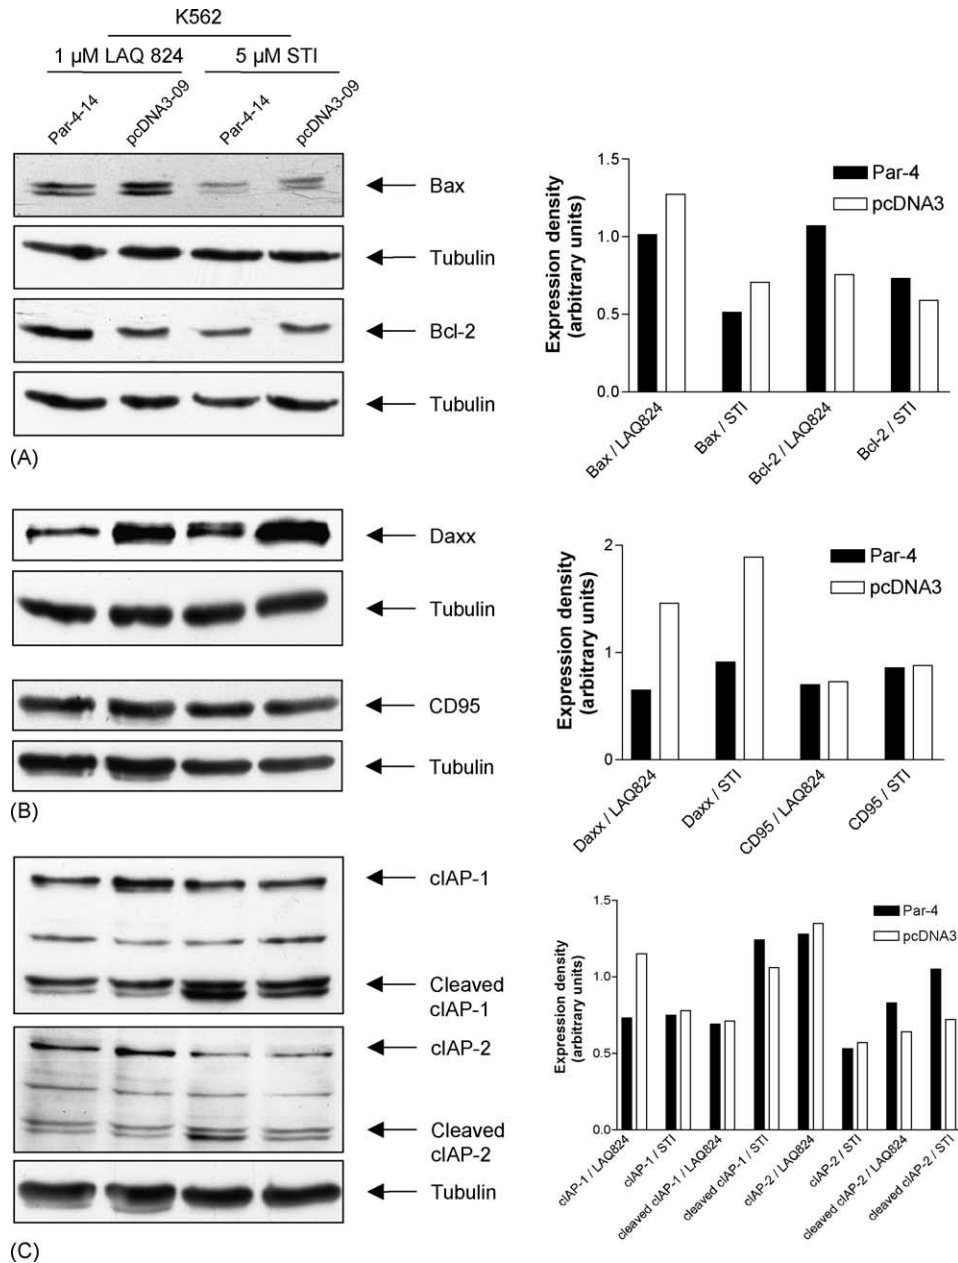 K562
1 µM LAQ 824 5 µM STI
Par-4-14 pcDNA3-09 Par-4-14 pcDNA3-09
Bax
Tubulin
Bcl-2
Tubulin
(A)
Expression density
(arbitrary units)
1.5
1.0
0.5
0.0
Par-4
pcDNA3
Bax / LAQ824
Bax / STI
Bcl-2 / LAQ824
Bcl-2 / STI
Daxx
Tubulin
CD95
Tubulin
(B)
Expression density
(arbitrary units)
2
1
0
Par-4
pcDNA3
Daxx / LAQ824
Daxx / STI
CD95 / LAQ824
CD95 / STI
cIAP-1
Cleaved
cIAP-1
cIAP-2
Cleaved
cIAP-2
Tubulin
(C)
Expression density
(arbitrary units)
1.5
1.0
0.5
0.0
Par-4
pcDNA3
cIAP-1 / LAQ824
cIAP-1 / STI
cleaved cIAP-1 / LAQ824
cleaved cIAP-1 / STI
cIAP-2 / LAQ824
cIAP-2 / STI
cleaved cIAP-2 / LAQ824
cleaved cIAP-2 / STI